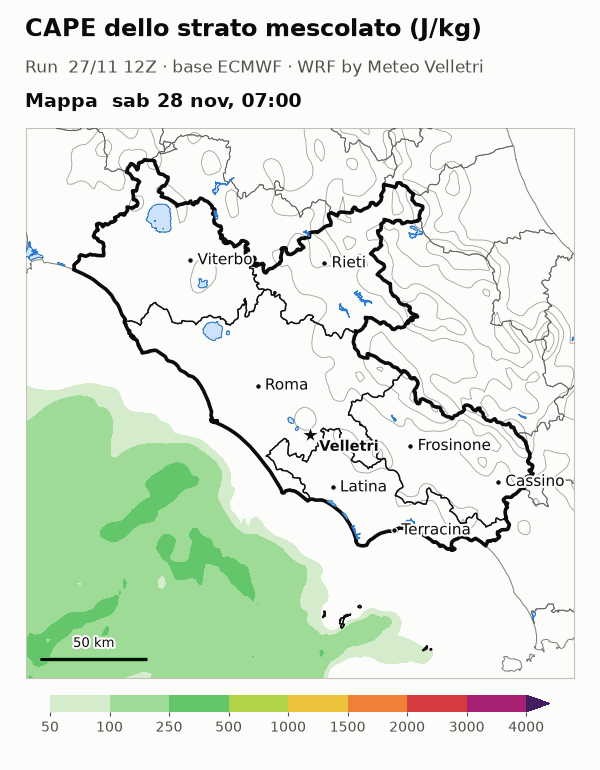 CAPE dello strato mescolato (J/kg)
Run  27/11 12Z · base ECMWF · WRF by Meteo Velletri
Mappa  sab 28 nov, 07:00
Viterbo
Rieti
Roma
Velletri
Frosinone
Cassino
Latina
Terracina
50 km
50 100 250 500 1000 1500 2000 3000 4000